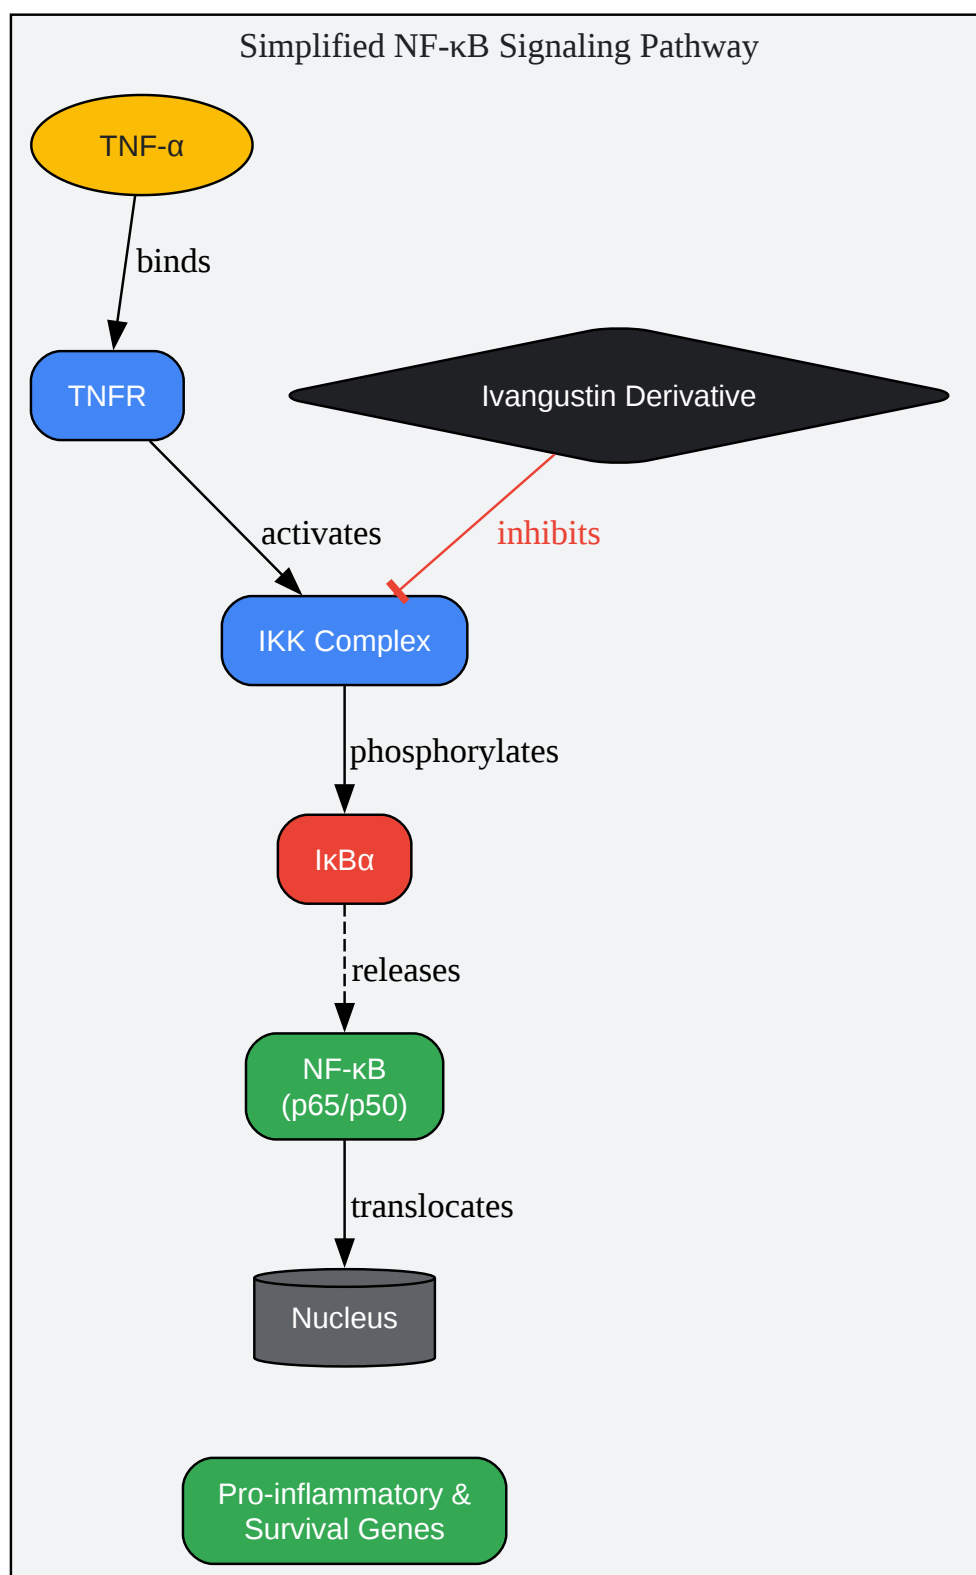 Simplified NF-κB Signaling Pathway
TNF-α
binds
TNFR
Ivangustin Derivative
activates
inhibits
IKK Complex
phosphorylates
IκBα
releases
NF-κB
(p65/p50)
translocates
Nucleus
Pro-inflammatory &
Survival Genes